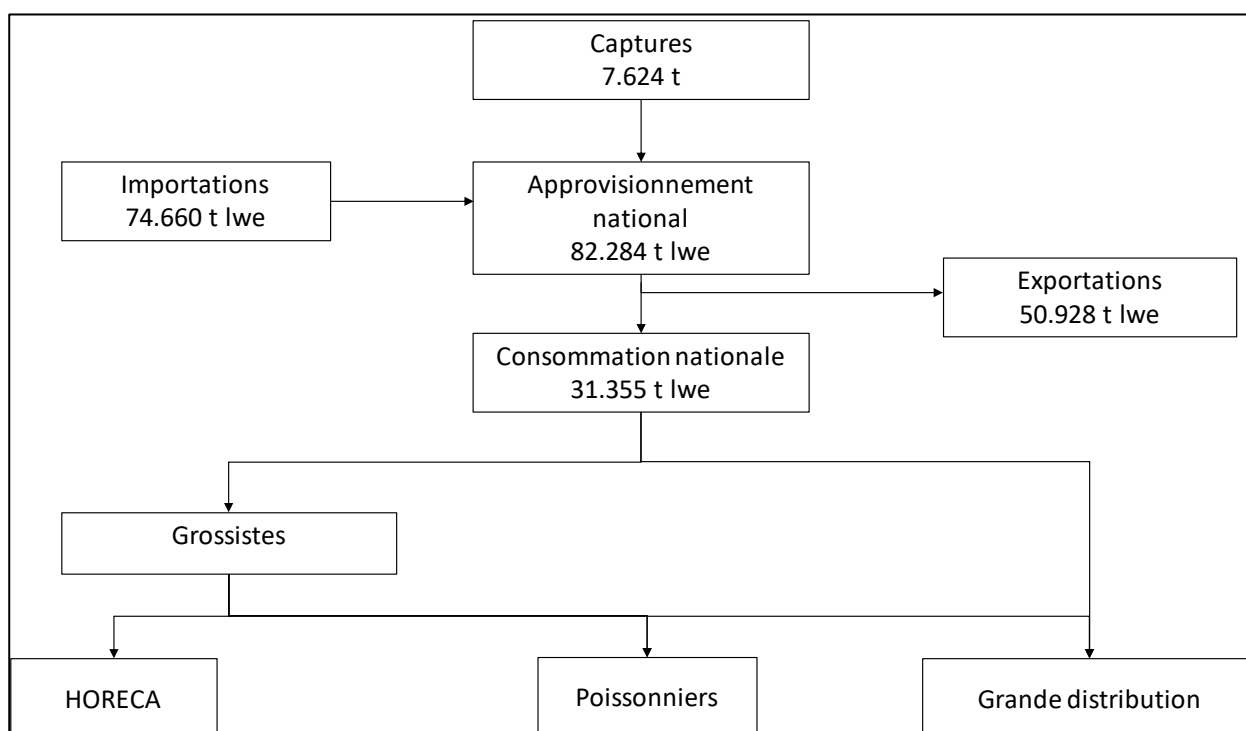 Captures
7.624 t
Importations
74.660 t lwe
Approvisionnement
national
82.284 t lwe
Exportations
50.928 t lwe
Consommation nationale
31.355 t lwe
Grossistes
HORECA
Poissonniers
Grande distribution